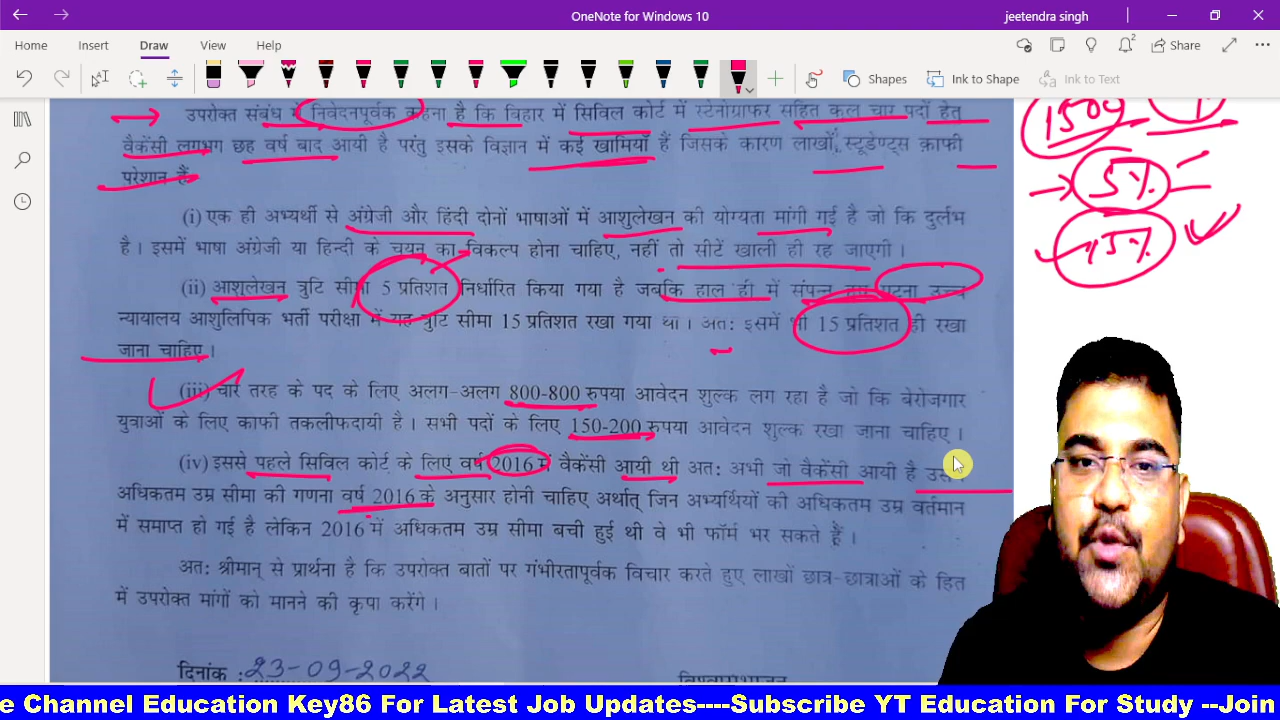 OneNote for Windows 10
jeetendra singh
Home Insert Draw View Help
Share
Shapes Ink to Shape Ink to Text
उपरोक्त संबंध में निवेदनपूर्वक कहना है कि बिहार में सिविल कोर्ट में स्टेनोग्राफर सहित कुल चार पदों हेतु
वैकेंसी लगभग छह वर्ष बाद आयी है परंतु इसके विज्ञान में कई खामियाँ हैं जिसके कारण लाखों स्टूडेण्ट्स क़ाफी
परेशान हैं
(i) एक ही अभ्यर्थी से अंग्रेजी और हिंदी दोनों भाषाओं में आशुलेखन की योग्यता मांगी गई है जो कि दुर्लभ
है। इसमें भाषा अंग्रेजी या हिन्दी के चयन का विकल्प होना चाहिए, नहीं तो सीटें खाली ही रह जाएगी ।
(ii) आशुलेखन त्रुटि सीमा 5 प्रतिशत निर्धारित किया गया है जबकि हाल ही में संपन्न हुए पटना उच्च
न्यायालय आशुलिपिक भर्ती परीक्षा में यह त्रुटि सीमा 15 प्रतिशत रखा गया था । अत: इसमें भी 15 प्रतिशत ही रखा
जाना चाहिए ।
(iii) चार तरह के पद के लिए अलग-अलग 800-800 रुपया आवेदन शुल्क लग रहा है जो कि बेरोजगार
युवाओं के लिए काफी तकलीफदायी है। सभी पदों के लिए 150-200 रुपया आवेदन शुल्क रखा जाना चाहिए ।
(iv) इससे पहले सिविल कोर्ट के लिए वर्ष 2016 में वैकेंसी आयी थी अत: अभी जो वैकेंसी आयी है
अधिकतम उम्र सीमा की गणना वर्ष 2016 के अनुसार होनी चाहिए अर्थात् जिन अभ्यर्थियों की अधिकतम उम्र वर्तमान
में समाप्त हो गई है लेकिन 2016 में अधिकतम उम्र सीमा बची हुई थी वे भी फॉर्म भर सकते हैं ।
अत: श्रीमान् से प्रार्थना है कि उपरोक्त बातों पर गंभीरतापूर्वक विचार करते हुए लाखों छात्र-छात्राओं के हित
में उपरोक्त मांगों को मानने की कृपा करेंगे ।
दिनांक : 23-09-2022
5%
15%
e Channel Education Key86 For Latest Job Updates----Subscribe YT Education For Study --Join